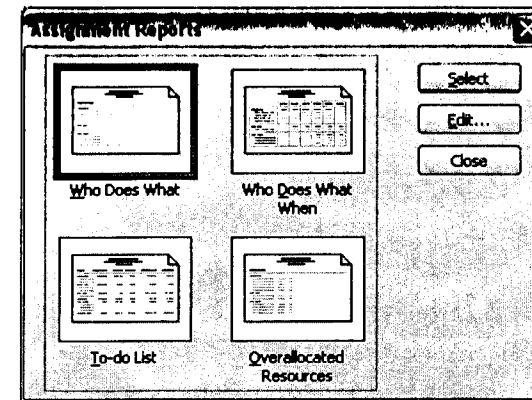 Assignment Reports
Select
Edit...
Close
Who Does What
Who Does What
When
To-do List
Overallocated
Resources